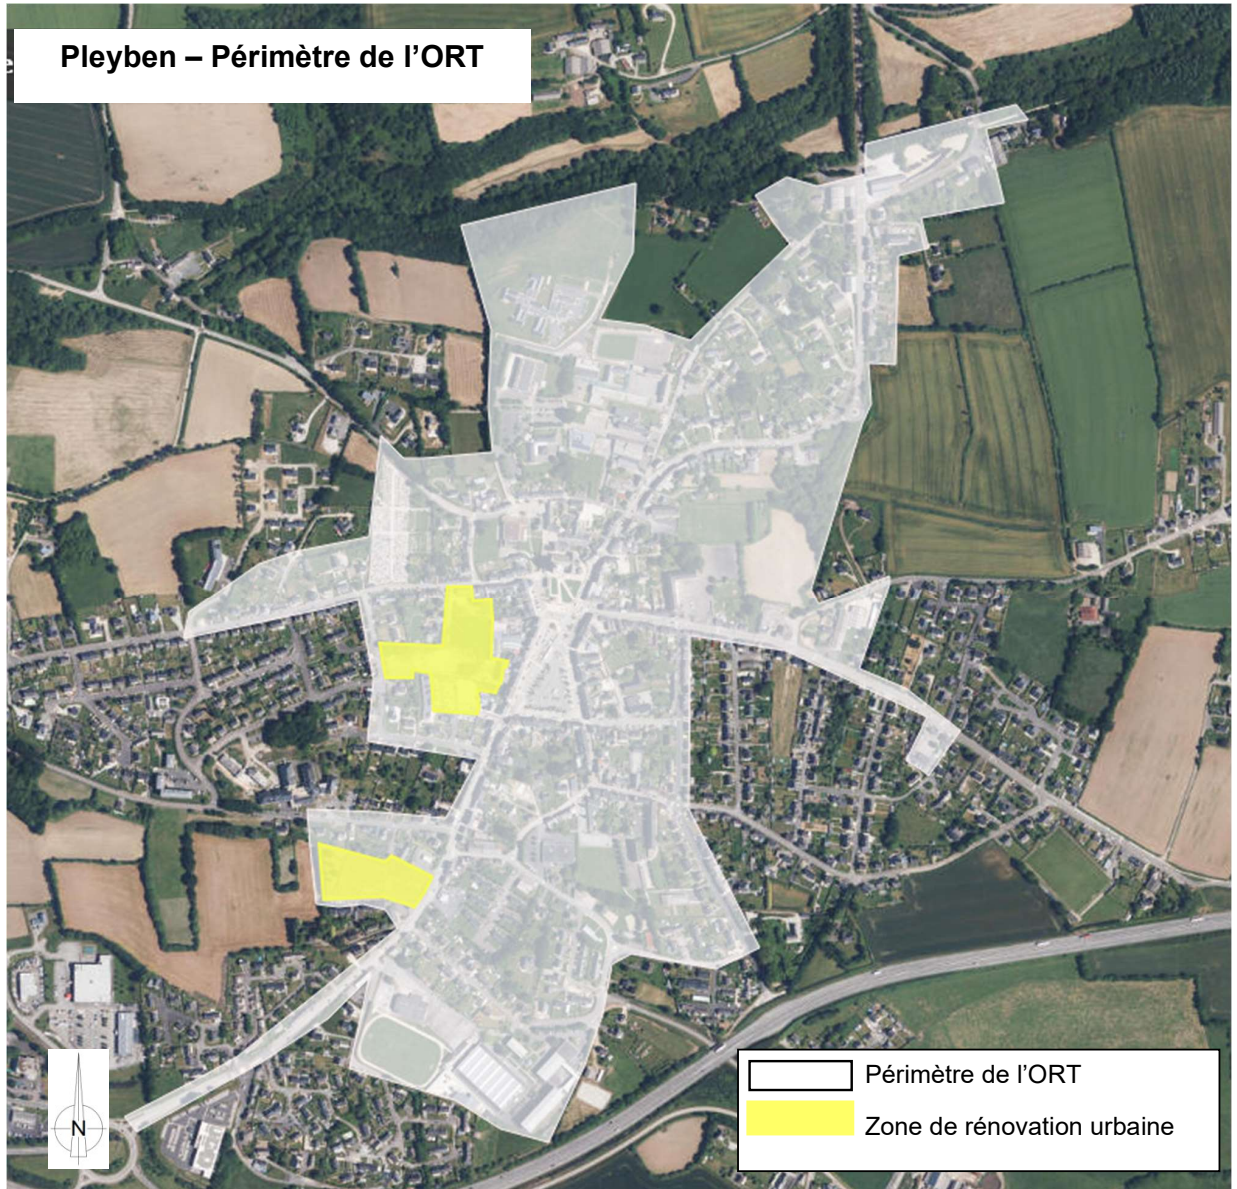 Pleyben – Périmètre de l’ORT
Périmètre de l’ORT
Zone de rénovation urbaine
N